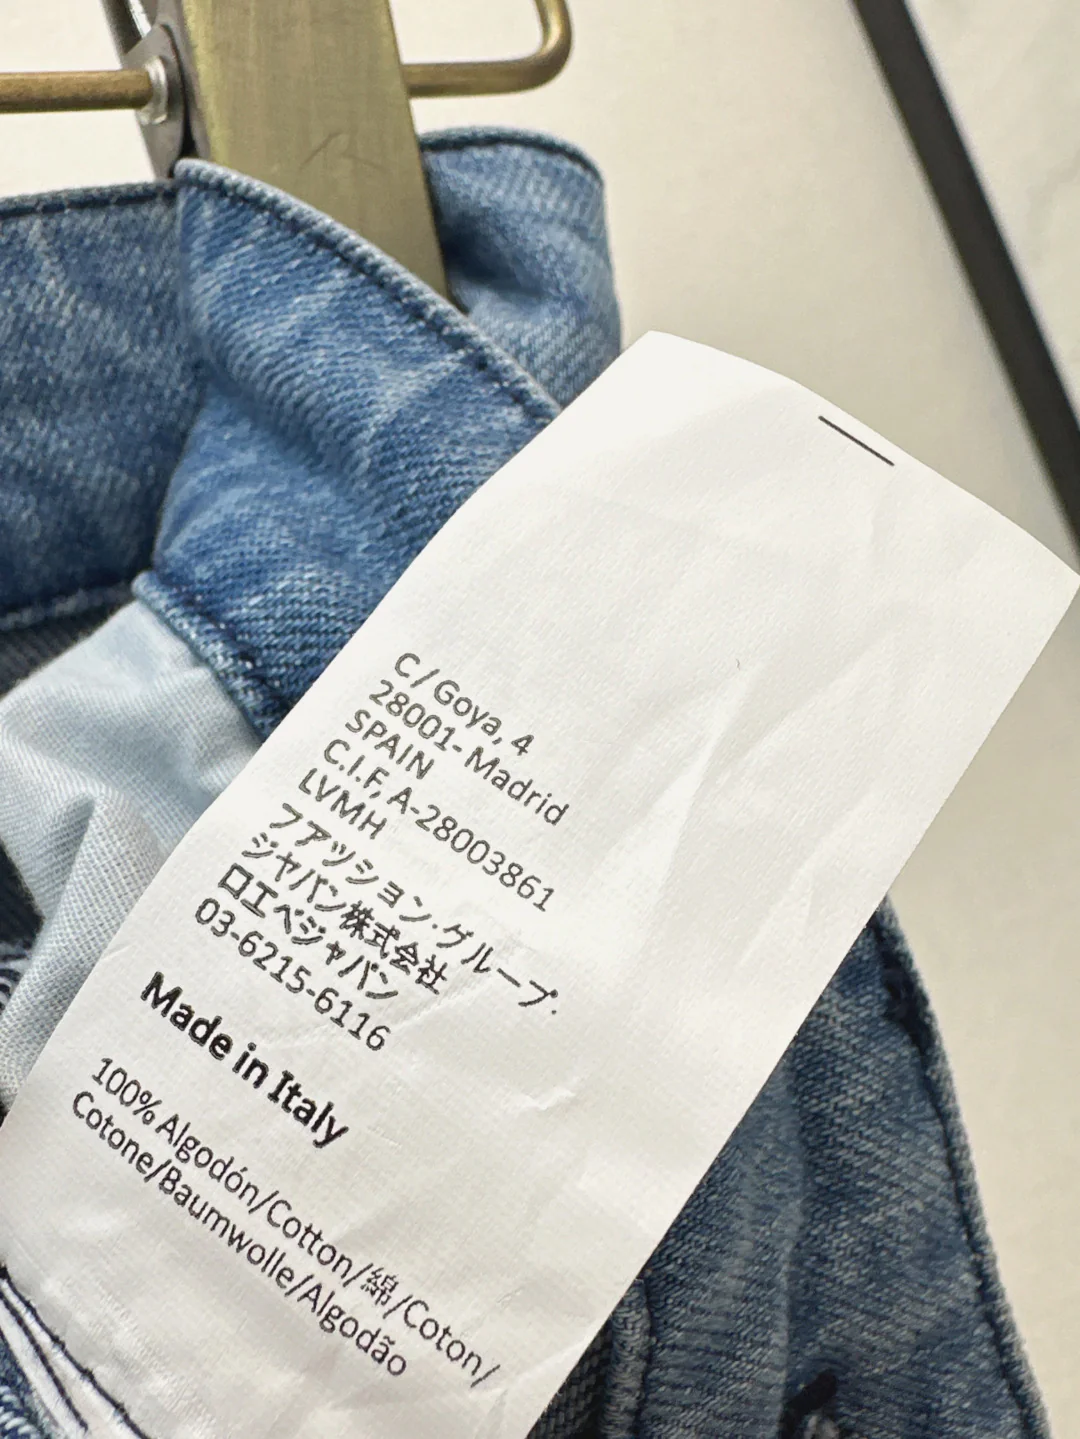 C/ Goya, 4
28001- Madrid
SPAIN
C.I.F, A-28003861
LVMH
フアッション·グループ·
ジャパン株式会社
ロエベジャパン
03-6215-6116
Made in Italy
100% Algodón/Cotton/綿/Coton/
Cotone/Baumwolle/Algodão